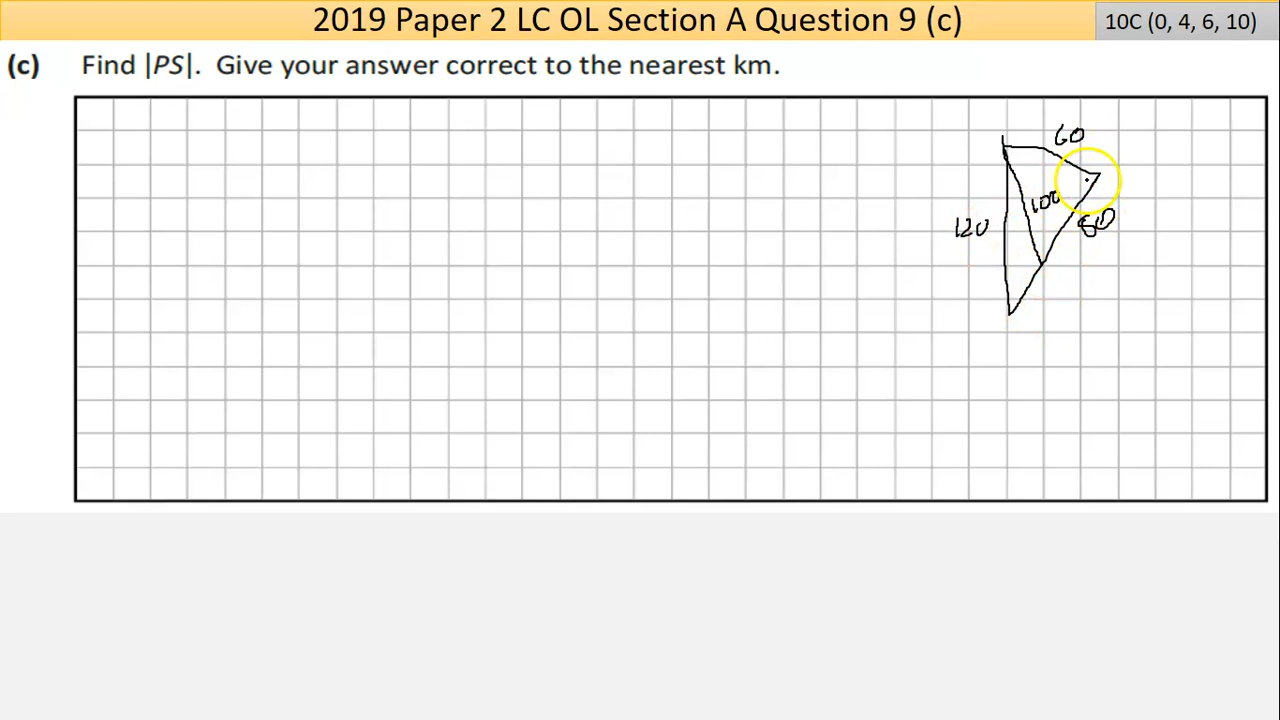 2019 Paper 2 LC OL Section A Question 9 (c)
10C (0, 4, 6, 10)
(c) Find |PS|. Give your answer correct to the nearest km.
60
100
120
80